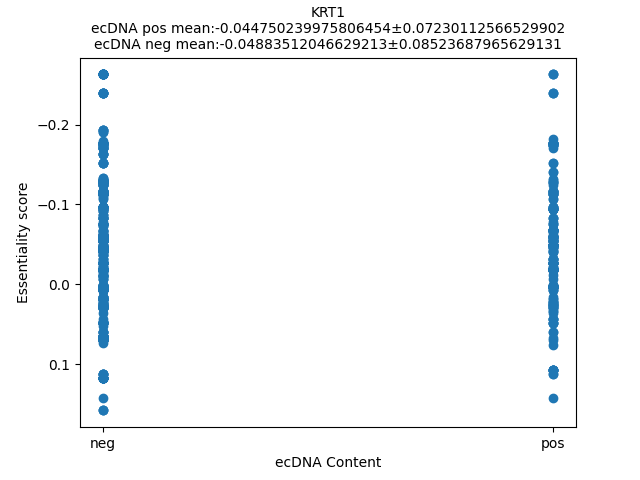 KRT1
ecDNA pos mean:-0.044750239975806454±0.07230112566529902
ecDNA neg mean:-0.04883512046629213±0.08523687965629131
−0.2
−0.1
0.0
0.1
Essentiality score
neg
pos
ecDNA Content